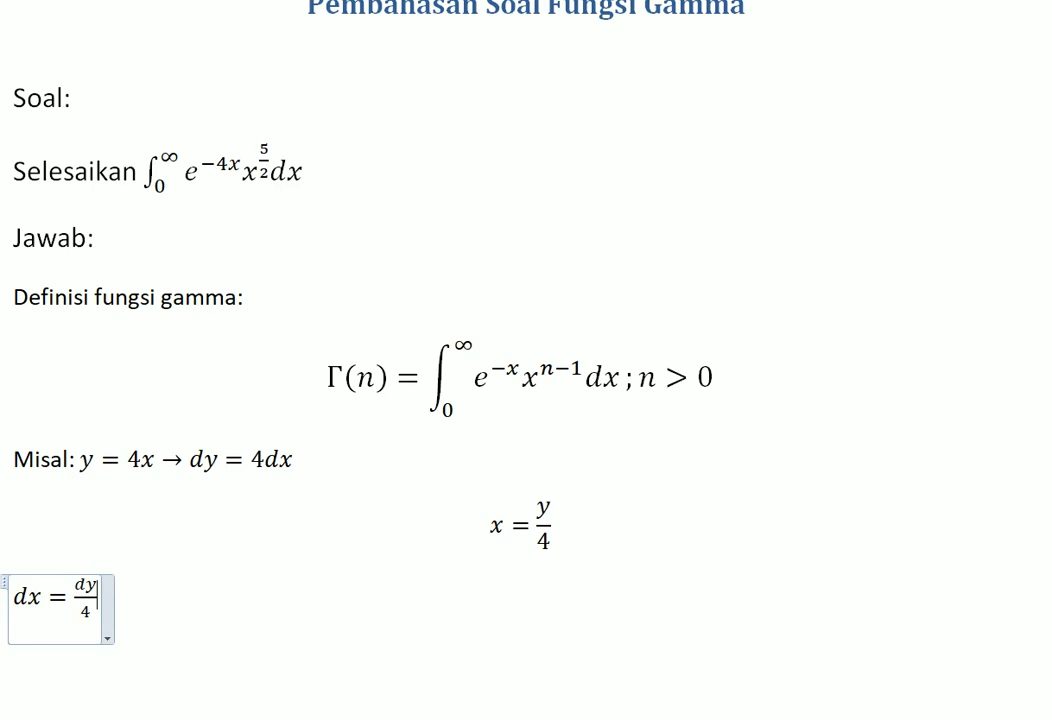 Pembahasan Soal Fungsi Gamma
Soal:
Selesaikan ∫₀^∞ e^{−4x} x^{5/2} dx
Jawab:
Definisi fungsi gamma:
Γ(n) = ∫₀^∞ e^{−x} x^{n−1} dx ; n > 0
Misal: y = 4x → dy = 4dx
x = y/4
dx = dy/4